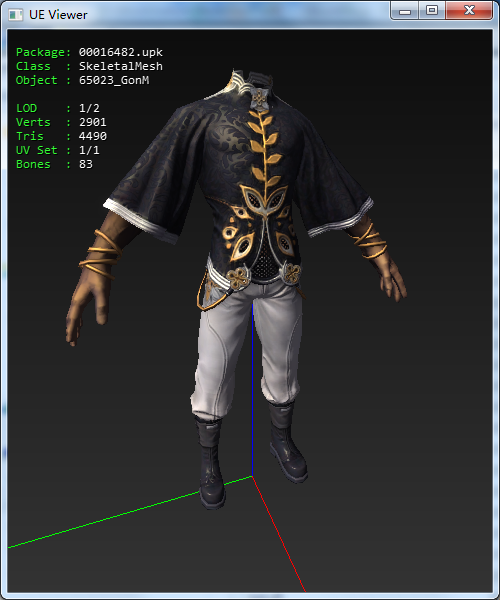 UE Viewer
Package: 00016482.upk
Class : SkeletalMesh
Object : 65023_GonM
LOD : 1/2
Verts : 2901
Tris : 4490
UV Set : 1/1
Bones : 83